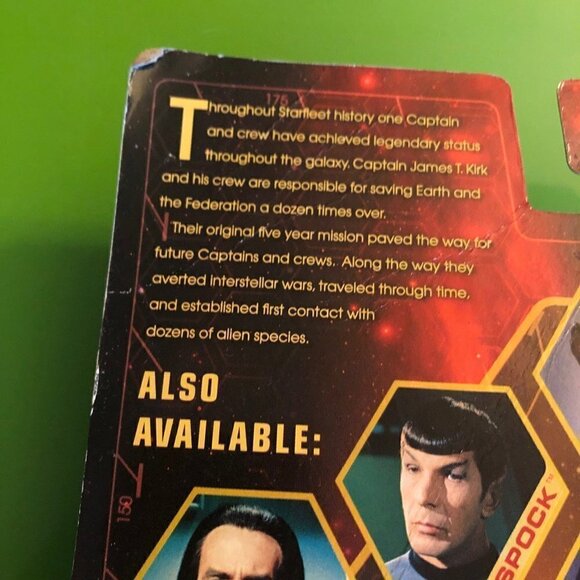 175
Throughout Starfleet history one Captain
and crew have achieved legendary status
throughout the galaxy. Captain James T. Kirk
and his crew are responsible for saving Earth and
the Federation a dozen times over.
Their original five year mission paved the way for
future Captains and crews. Along the way they
averted interstellar wars, traveled through time,
and established first contact with
dozens of alien species.
ALSO
AVAILABLE:
SPOCK™
150